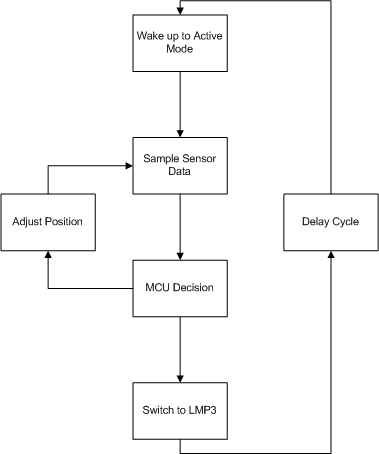 Wake up to Active
Mode
Sample Sensor
Data
Adjust Position
Delay Cycle
MCU Decision
Switch to LMP3